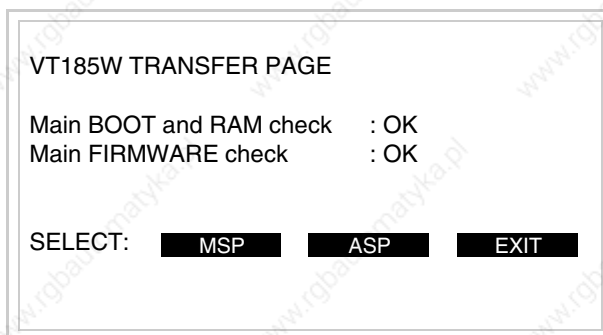 VT185W TRANSFER PAGE
Main BOOT and RAM check : OK
Main FIRMWARE check : OK
SELECT: MSP ASP EXIT